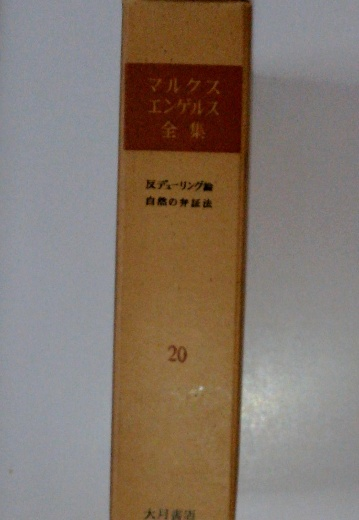 マルクス
エンゲルス
全集
反デューリング論
自然の弁証法
20
大月書店